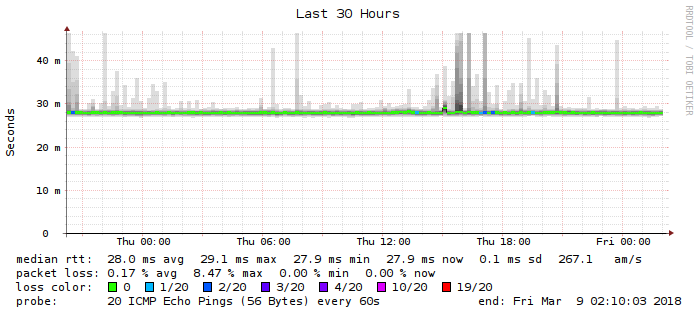 Last 30 Hours
RRDTOOL / TOBI OETIKER
Seconds
40 m
30 m
20 m
10 m
0
Thu 00:00 Thu 06:00 Thu 12:00 Thu 18:00 Fri 00:00
median rtt: 28.0 ms avg 29.1 ms max 27.9 ms min 27.9 ms now 0.1 ms sd 267.1 am/s
packet loss: 0.17 % avg 8.47 % max 0.00 % min 0.00 % now
loss color: 0 1/20 2/20 3/20 4/20 10/20 19/20
probe: 20 ICMP Echo Pings (56 Bytes) every 60s end: Fri Mar 9 02:10:03 2018